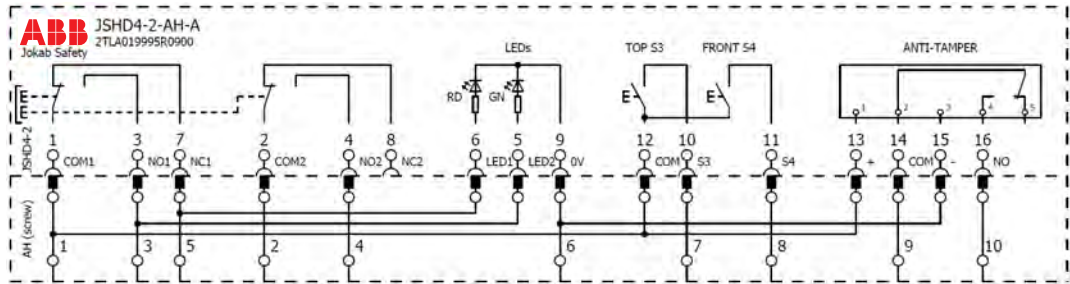 ABB JSHD4-2-AH-A
2TLA019995R0900
Jokab Safety
LEDs TOP S3 FRONT S4 ANTI-TAMPER
RD GN E E
1 2 3 4 5
JSHD4-2
1 3 7 2 4 8 6 5 9 12 10 11 13 14 15 16
COM1 NO1 NC1 COM2 NO2 NC2 LED1 LED2 0V COM S3 S4 + COM - NO
AH (screw)
1 3 5 2 4 6 7 8 9 10